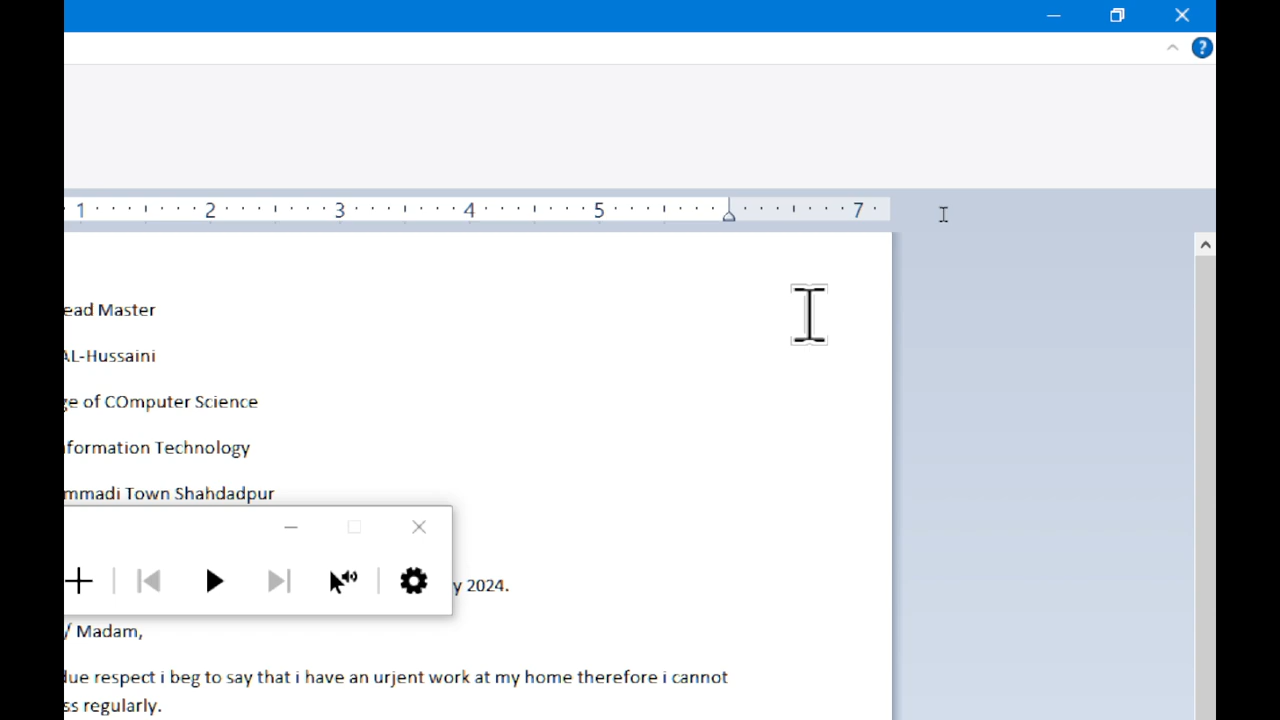 1 2 3 4 5 7
ead Master
AL-Hussaini
ge of COmputer Science
formation Technology
mmadi Town Shahdadpur
y 2024.
/ Madam,
due respect i beg to say that i have an urjent work at my home therefore i cannot
ss regularly.